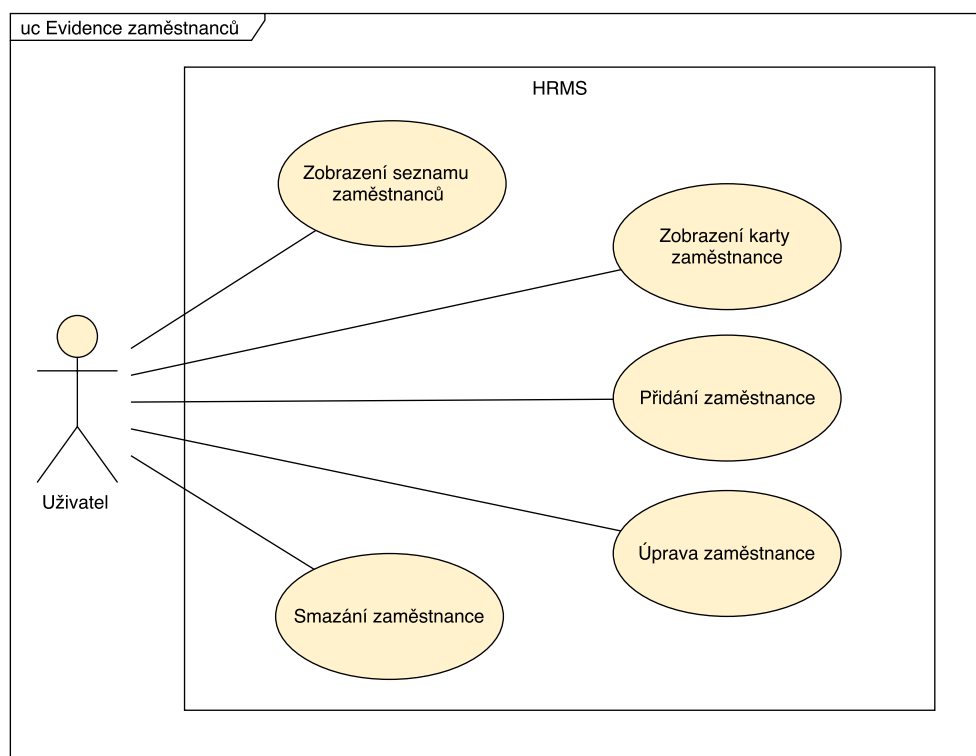 uc Evidence zaměstnanců
HRMS
Zobrazení seznamu
zaměstnanců
Zobrazení karty
zaměstnance
Přidání zaměstnance
Uživatel
Úprava zaměstnance
Smazání zaměstnance